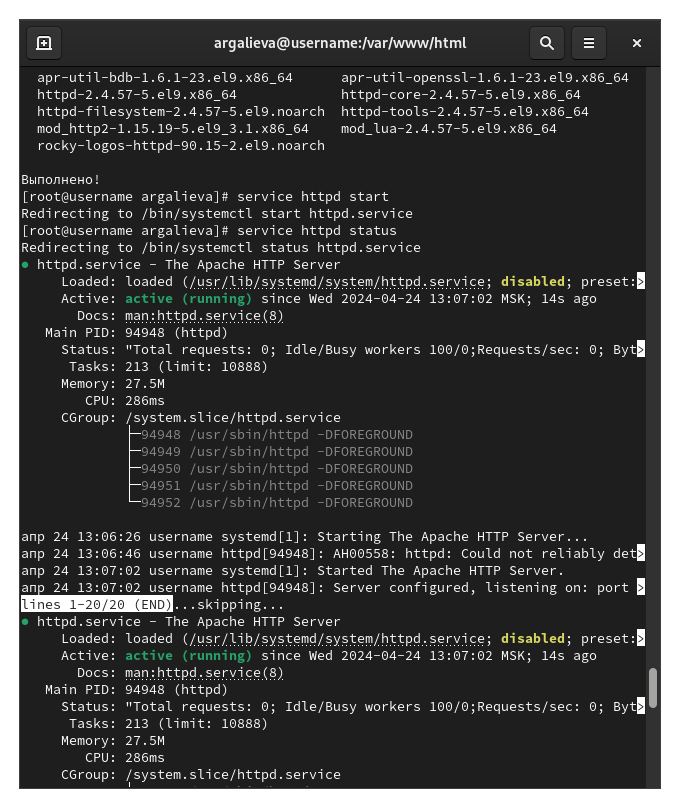 argalieva@username:/var/www/html
apr-util-bdb-1.6.1-23.el9.x86_64 apr-util-openssl-1.6.1-23.el9.x86_64
httpd-2.4.57-5.el9.x86_64 httpd-core-2.4.57-5.el9.x86_64
httpd-filesystem-2.4.57-5.el9.noarch httpd-tools-2.4.57-5.el9.x86_64
mod_http2-1.15.19-5.el9_3.1.x86_64 mod_lua-2.4.57-5.el9.x86_64
rocky-logos-httpd-90.15-2.el9.noarch
Выполнено!
[root@username argalieva]# service httpd start
Redirecting to /bin/systemctl start httpd.service
[root@username argalieva]# service httpd status
Redirecting to /bin/systemctl status httpd.service
● httpd.service - The Apache HTTP Server
Loaded: loaded (/usr/lib/systemd/system/httpd.service; disabled; preset:>
Active: active (running) since Wed 2024-04-24 13:07:02 MSK; 14s ago
Docs: man:httpd.service(8)
Main PID: 94948 (httpd)
Status: "Total requests: 0; Idle/Busy workers 100/0;Requests/sec: 0; Byt>
Tasks: 213 (limit: 10888)
Memory: 27.5M
CPU: 286ms
CGroup: /system.slice/httpd.service
├─94948 /usr/sbin/httpd -DFOREGROUND
├─94949 /usr/sbin/httpd -DFOREGROUND
├─94950 /usr/sbin/httpd -DFOREGROUND
├─94951 /usr/sbin/httpd -DFOREGROUND
└─94952 /usr/sbin/httpd -DFOREGROUND
апр 24 13:06:26 username systemd[1]: Starting The Apache HTTP Server...
апр 24 13:06:46 username httpd[94948]: AH00558: httpd: Could not reliably det>
апр 24 13:07:02 username systemd[1]: Started The Apache HTTP Server.
апр 24 13:07:02 username httpd[94948]: Server configured, listening on: port >
lines 1-20/20 (END)...skipping...
● httpd.service - The Apache HTTP Server
Loaded: loaded (/usr/lib/systemd/system/httpd.service; disabled; preset:>
Active: active (running) since Wed 2024-04-24 13:07:02 MSK; 14s ago
Docs: man:httpd.service(8)
Main PID: 94948 (httpd)
Status: "Total requests: 0; Idle/Busy workers 100/0;Requests/sec: 0; Byt>
Tasks: 213 (limit: 10888)
Memory: 27.5M
CPU: 286ms
CGroup: /system.slice/httpd.service